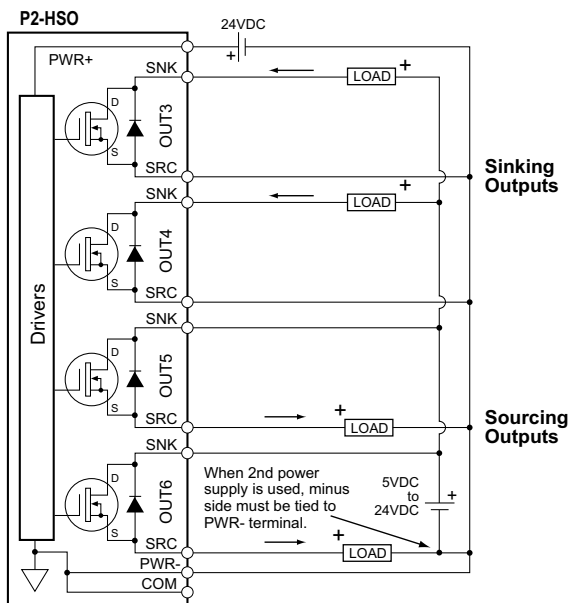 P2-HSO
24VDC
+
PWR+
SNK
LOAD +
D
OUT3
S
SRC
Sinking
Outputs
SNK
LOAD +
D
OUT4
S
SRC
SNK
Drivers
D
OUT5
S
SRC
+ LOAD
Sourcing
Outputs
SNK
D
OUT6
S
When 2nd power
supply is used, minus
side must be tied to
PWR- terminal.
5VDC
to
24VDC
+
SRC
+ LOAD
PWR-
COM